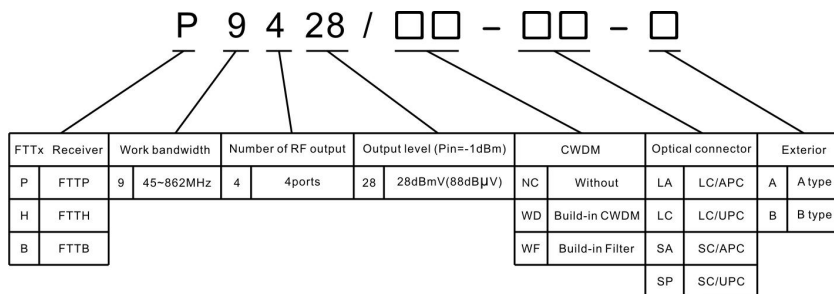 P 9 4 28 / □□ – □□ – □
FTTx Receiver Work bandwidth Number of RF output Output level (Pin=-1dBm) CWDM Optical connector Exterior
P FTTP 9 45~862MHz 4 4ports 28 28dBmV(88dBμV) NC Without LA LC/APC A A type
H FTTH WD Build-in CWDM LC LC/UPC B B type
B FTTB WF Build-in Filter SA SC/APC
SP SC/UPC